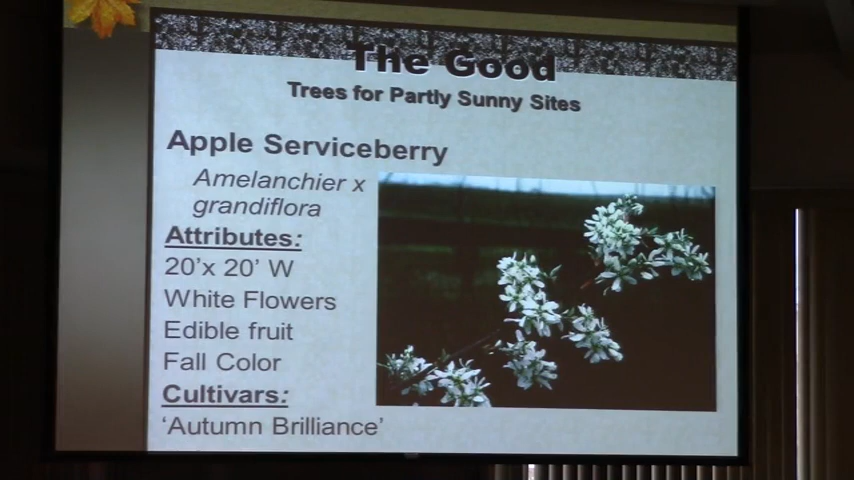 The Good
Trees for Partly Sunny Sites
Apple Serviceberry
Amelanchier x
grandiflora
Attributes:
20'x 20' W
White Flowers
Edible fruit
Fall Color
Cultivars:
‘Autumn Brilliance’